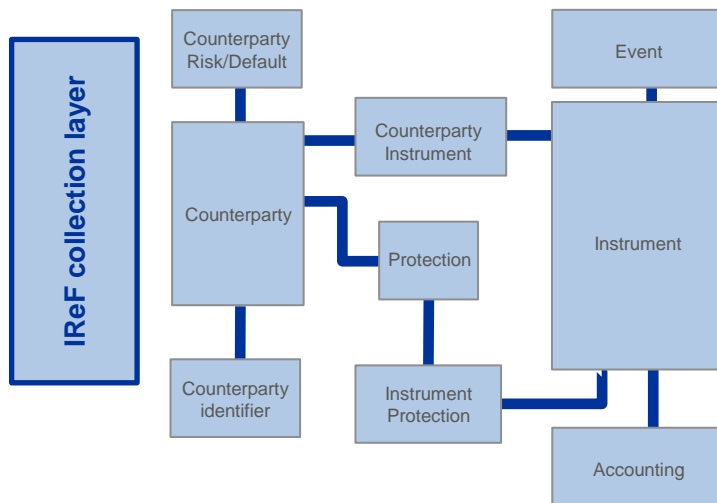 IReF collection layer
Counterparty
Risk/Default
Event
Counterparty
Instrument
Counterparty
Instrument
Protection
Counterparty
identifier
Instrument
Protection
Accounting